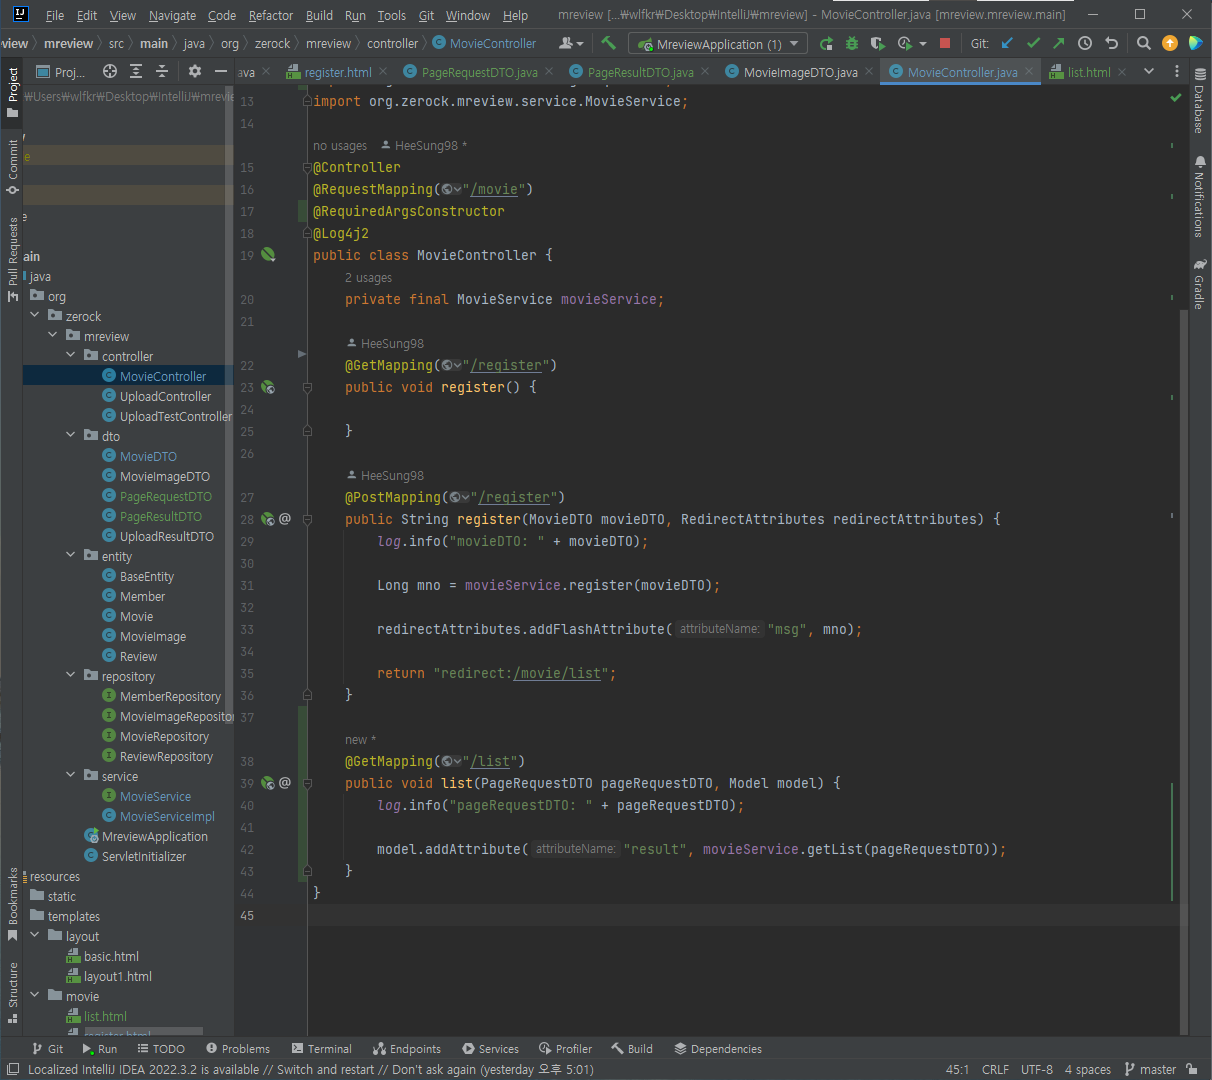 File Edit View Navigate Code Refactor Build Run Tools Git Window Help mreview [...₩wlfkr₩Desktop₩IntelliJ₩mreview] - MovieController.java [mreview.mreview.main]
mreview src main java org zerock mreview controller MovieController MreviewApplication (1) Git:
Proj... register.html PageRequestDTO.java PageResultDTO.java MovieImageDTO.java MovieController.java list.html
Project
Commit
Pull Requests
Bookmarks
Structure
₩Users₩wlfkr₩Desktop₩IntelliJ₩mreview
java
org
zerock
mreview
controller
MovieController
UploadController
UploadTestController
dto
MovieDTO
MovieImageDTO
PageRequestDTO
PageResultDTO
UploadResultDTO
entity
BaseEntity
Member
Movie
MovieImage
Review
repository
MemberRepository
MovieImageReposito
MovieRepository
ReviewRepository
service
MovieService
MovieServiceImpl
MreviewApplication
ServletInitializer
resources
static
templates
layout
basic.html
layout1.html
movie
list.html
register.html
13 import org.zerock.mreview.service.MovieService;
14
no usages HeeSung98 *
15 @Controller
16 @RequestMapping("/movie")
17 @RequiredArgsConstructor
18 @Log4j2
19 public class MovieController {
2 usages
20 private final MovieService movieService;
21
HeeSung98
22 @GetMapping("/register")
23 public void register() {
24
25 }
26
HeeSung98
27 @PostMapping("/register")
28 public String register(MovieDTO movieDTO, RedirectAttributes redirectAttributes) {
29 log.info("movieDTO: " + movieDTO);
30
31 Long mno = movieService.register(movieDTO);
32
33 redirectAttributes.addFlashAttribute( attributeName: "msg", mno);
34
35 return "redirect:/movie/list";
36 }
37
new *
38 @GetMapping("/list")
39 public void list(PageRequestDTO pageRequestDTO, Model model) {
40 log.info("pageRequestDTO: " + pageRequestDTO);
41
42 model.addAttribute( attributeName: "result", movieService.getList(pageRequestDTO));
43 }
44 }
45
Database
Notifications
Gradle
Git Run TODO Problems Terminal Endpoints Services Profiler Build Dependencies
Localized IntelliJ IDEA 2022.3.2 is available // Switch and restart // Don't ask again (yesterday 오후 5:01) 45:1 CRLF UTF-8 4 spaces master